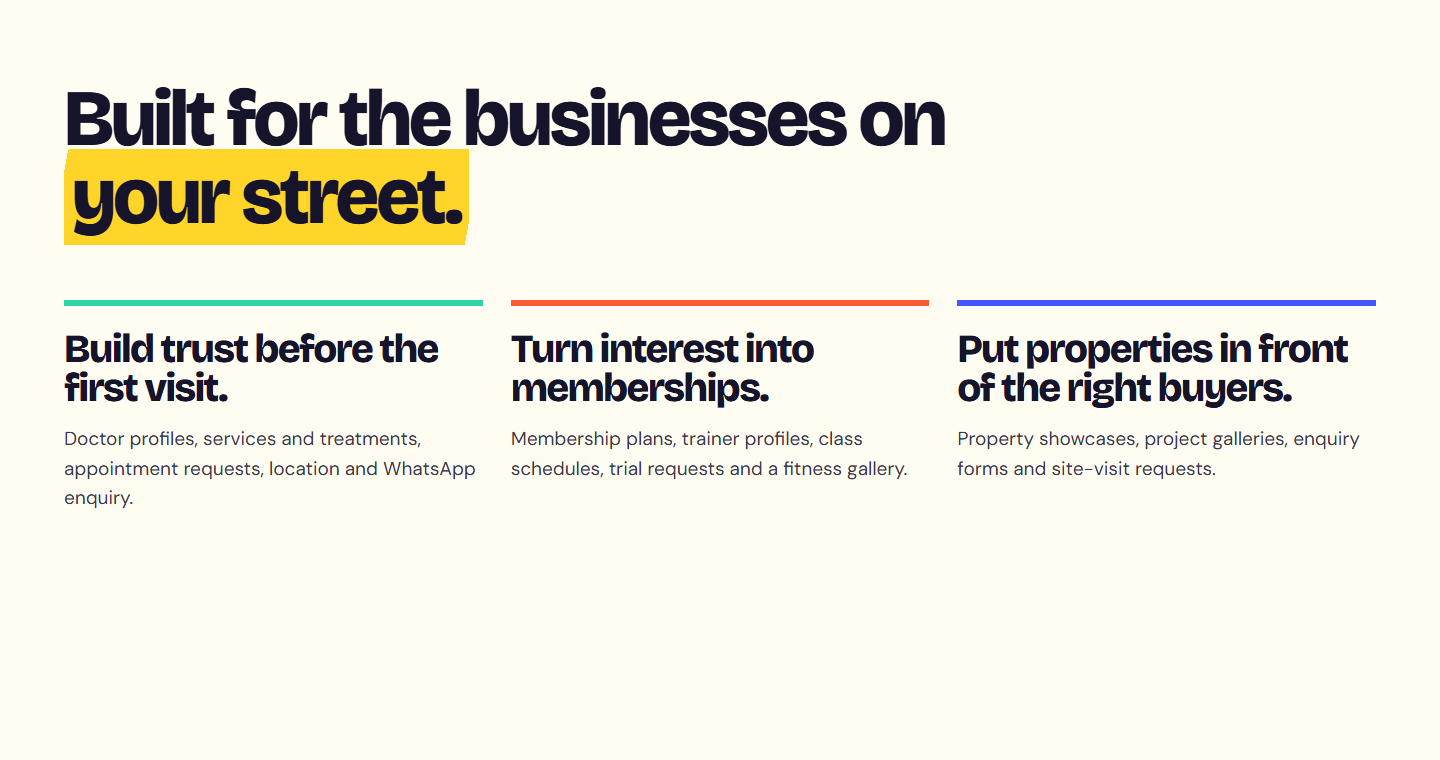 Built for the businesses on
your street.
Build trust before the
first visit.
Doctor profiles, services and treatments,
appointment requests, location and WhatsApp
enquiry.
Turn interest into
memberships.
Membership plans, trainer profiles, class
schedules, trial requests and a fitness gallery.
Put properties in front
of the right buyers.
Property showcases, project galleries, enquiry
forms and site-visit requests.